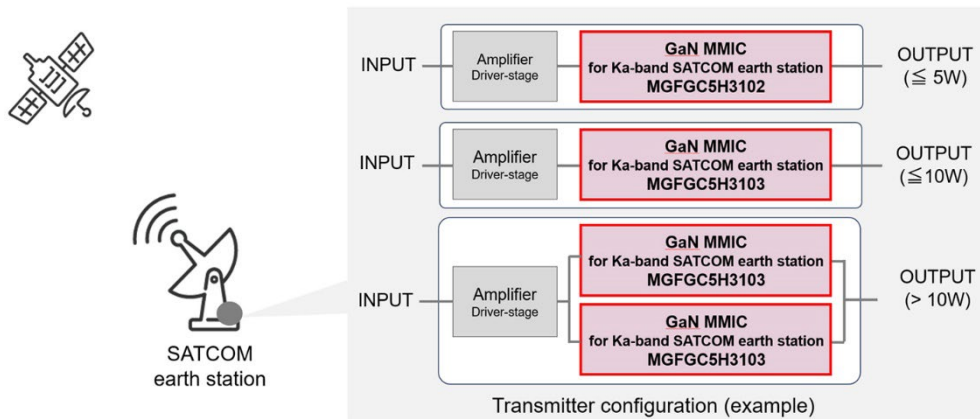 INPUT
Amplifier
Driver-stage
GaN MMIC
for Ka-band SATCOM earth station
MGFGC5H3102
OUTPUT
(≦ 5W)
INPUT
Amplifier
Driver-stage
GaN MMIC
for Ka-band SATCOM earth station
MGFGC5H3103
OUTPUT
(≦10W)
INPUT
Amplifier
Driver-stage
GaN MMIC
for Ka-band SATCOM earth station
MGFGC5H3103
GaN MMIC
for Ka-band SATCOM earth station
MGFGC5H3103
OUTPUT
(> 10W)
SATCOM
earth station
Transmitter configuration (example)